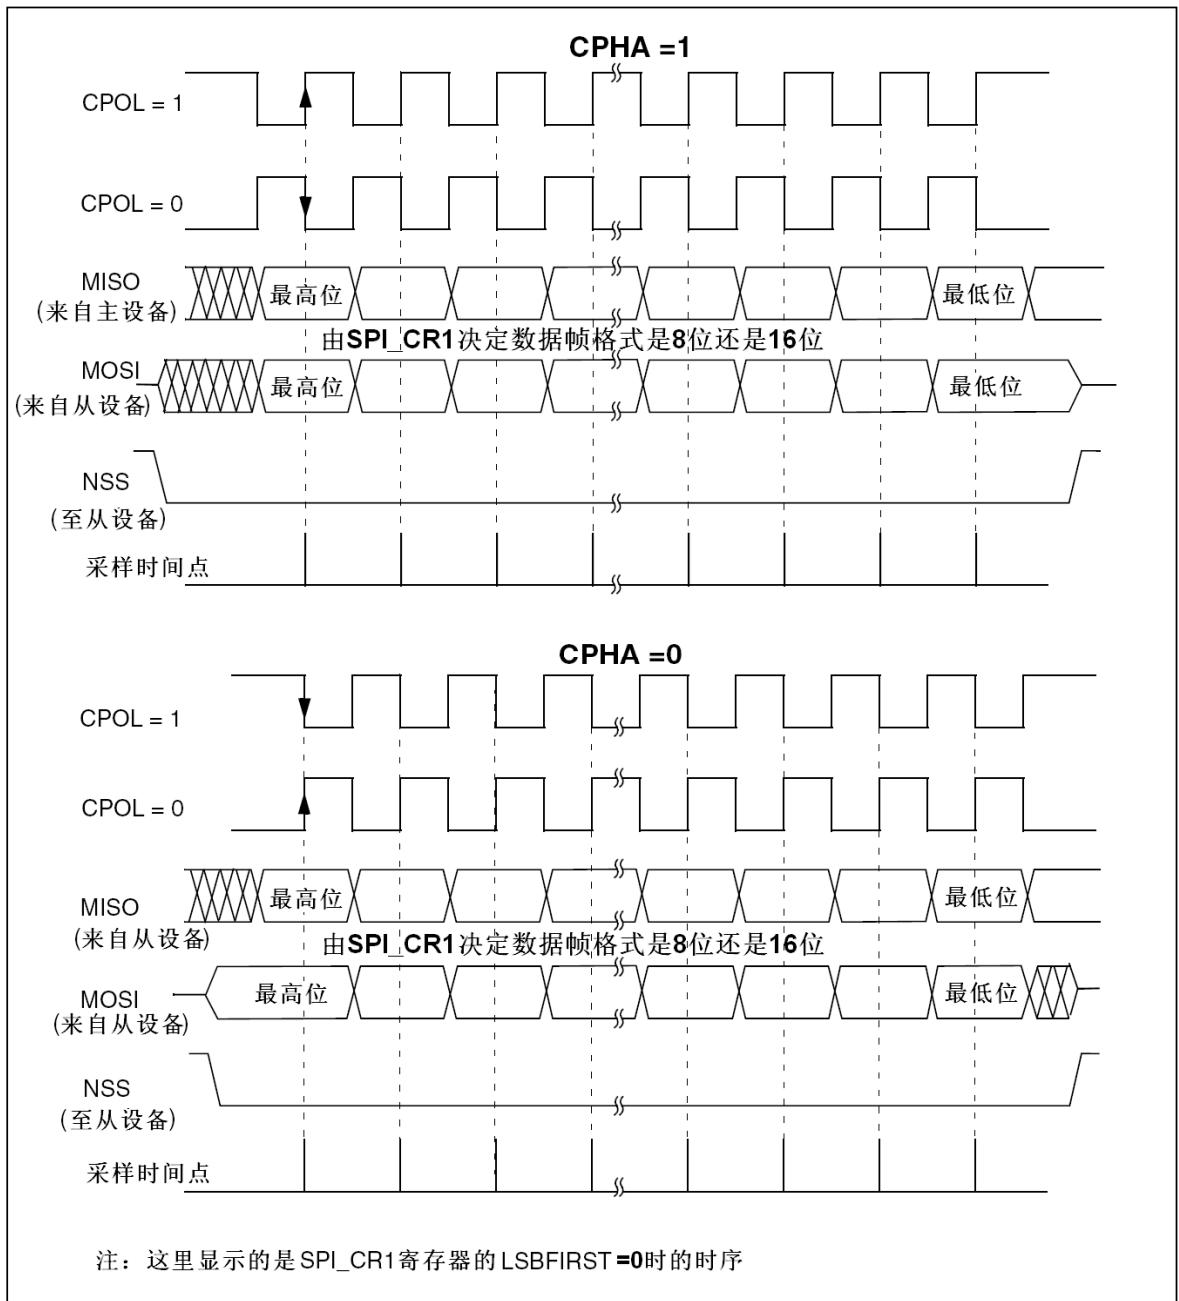 CPHA =1
CPOL = 1
CPOL = 0
MISO
(来自主设备)
最高位
最低位
由SPI_CR1决定数据帧格式是8位还是16位
MOSI
(来自从设备)
最高位
最低位
NSS
(至从设备)
采样时间点
CPHA =0
CPOL = 1
CPOL = 0
MISO
(来自从设备)
最高位
最低位
由SPI_CR1决定数据帧格式是8位还是16位
MOSI
(来自从设备)
最高位
最低位
NSS
(至从设备)
采样时间点
注：这里显示的是SPI_CR1寄存器的LSBFIRST=0时的时序